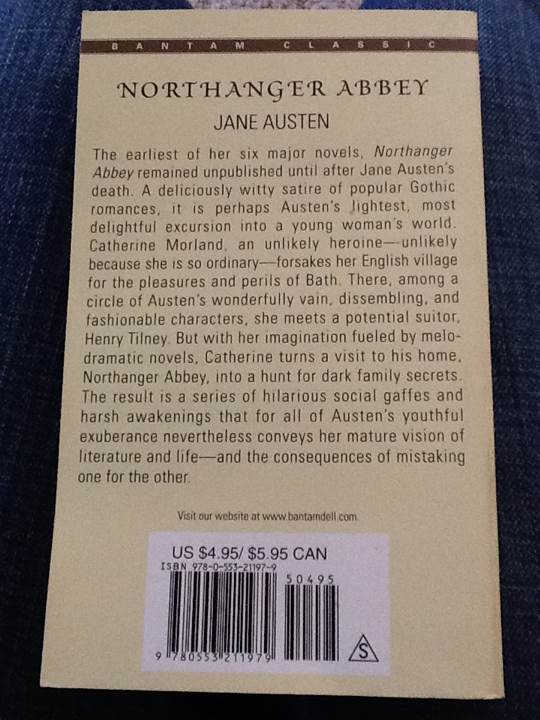 BANTAM CLASSIC
NORTHANGER ABBEY
JANE AUSTEN
The earliest of her six major novels, Northanger
Abbey remained unpublished until after Jane Austen's
death. A deliciously witty satire of popular Gothic
romances, it is perhaps Austen's lightest, most
delightful excursion into a young woman's world.
Catherine Morland, an unlikely heroine—unlikely
because she is so ordinary—forsakes her English village
for the pleasures and perils of Bath. There, among a
circle of Austen's wonderfully vain, dissembling, and
fashionable characters, she meets a potential suitor,
Henry Tilney. But with her imagination fueled by melo-
dramatic novels, Catherine turns a visit to his home,
Northanger Abbey, into a hunt for dark family secrets.
The result is a series of hilarious social gaffes and
harsh awakenings that for all of Austen's youthful
exuberance nevertheless conveys her mature vision of
literature and life—and the consequences of mistaking
one for the other.
Visit our website at www.bantamdell.com.
US $4.95/ $5.95 CAN
ISBN 978-0-553-21197-9
50495
9 780553 211979
S